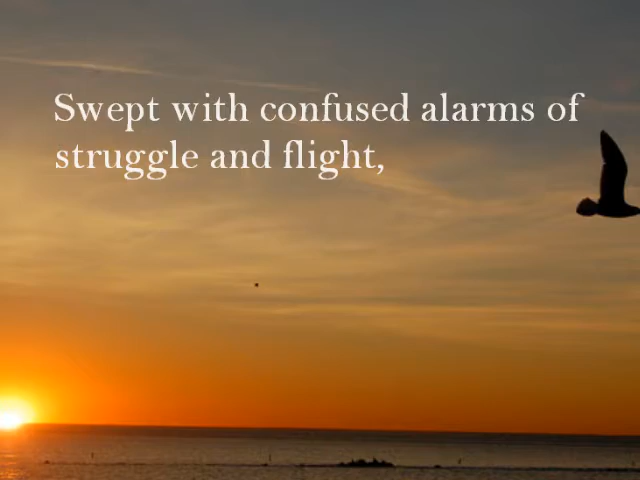 Swept with confused alarms of
struggle and flight,